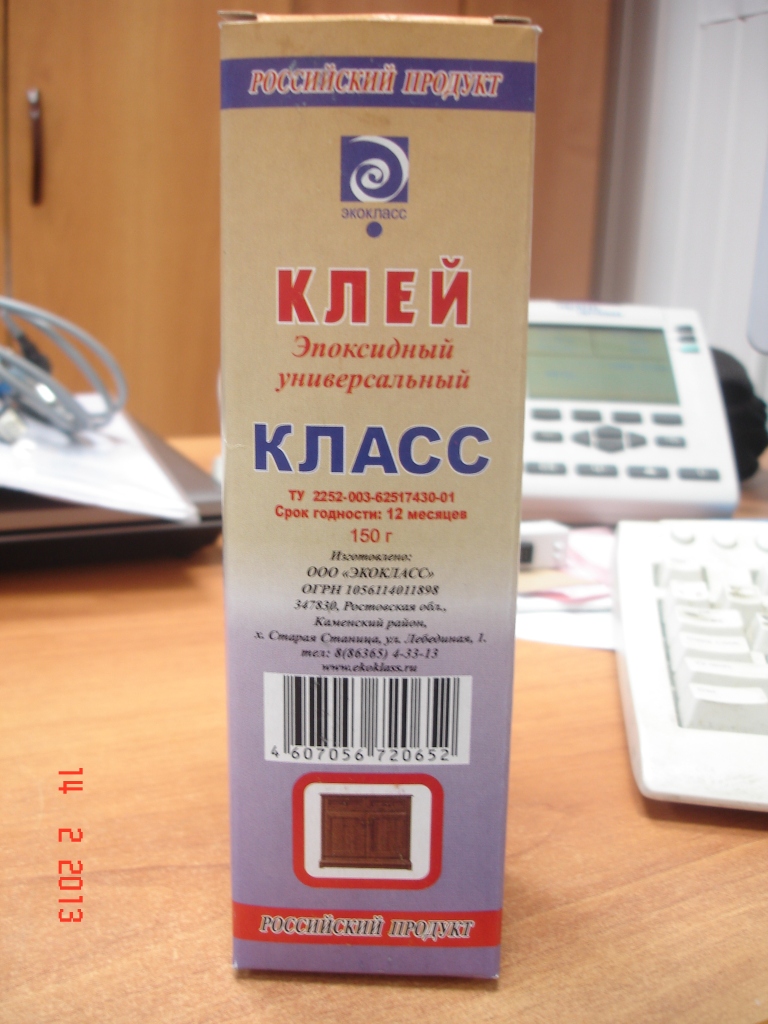 РОССИЙСКИЙ ПРОДУКТ
ЭКОКЛАСС
КЛЕЙ
Эпоксидный
универсальный
КЛАСС
ТУ 2252-003-62517430-01
Срок годности: 12 месяцев
150 г
Изготовлено:
ООО «ЭКОКЛАСС»
ОГРН 1056114011898
347830, Ростовская обл.,
Каменский район,
х. Старая Станица, ул. Лебединая, 1.
тел: 8(86365) 4-33-13
www.ekoklass.ru
4 607056 720652
РОССИЙСКИЙ ПРОДУКТ
14 2 2013